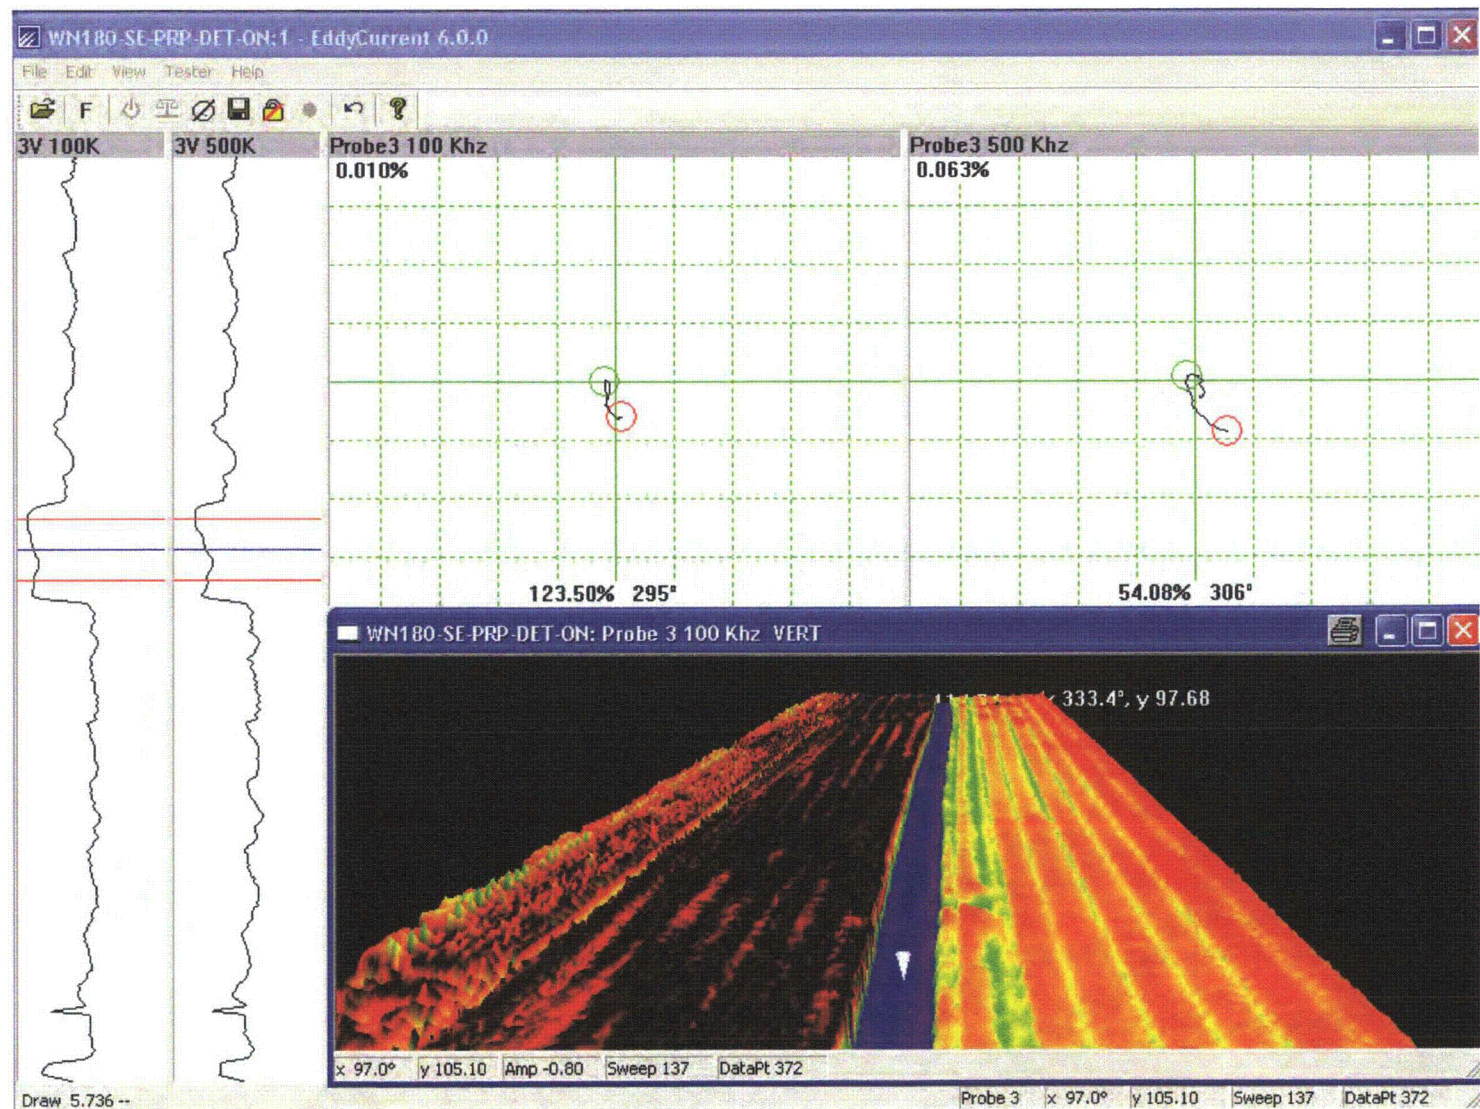 WN180-SE-PRP-DET-ON:1 - EddyCurrent 6.0.0
File Edit View Tester Help
F
3V 100K
3V 500K
Probe3 100 Khz
0.010%
Probe3 500 Khz
0.063%
123.50% 295°
54.08% 306°
WN180-SE-PRP-DET-ON: Probe 3 100 Khz VERT
333.4°, y 97.68
x 97.0° y 105.10 Amp -0.80 Sweep 137 DataPt 372
Draw 5.736 --
Probe 3 x 97.0° y 105.10 Sweep 137 DataPt 372